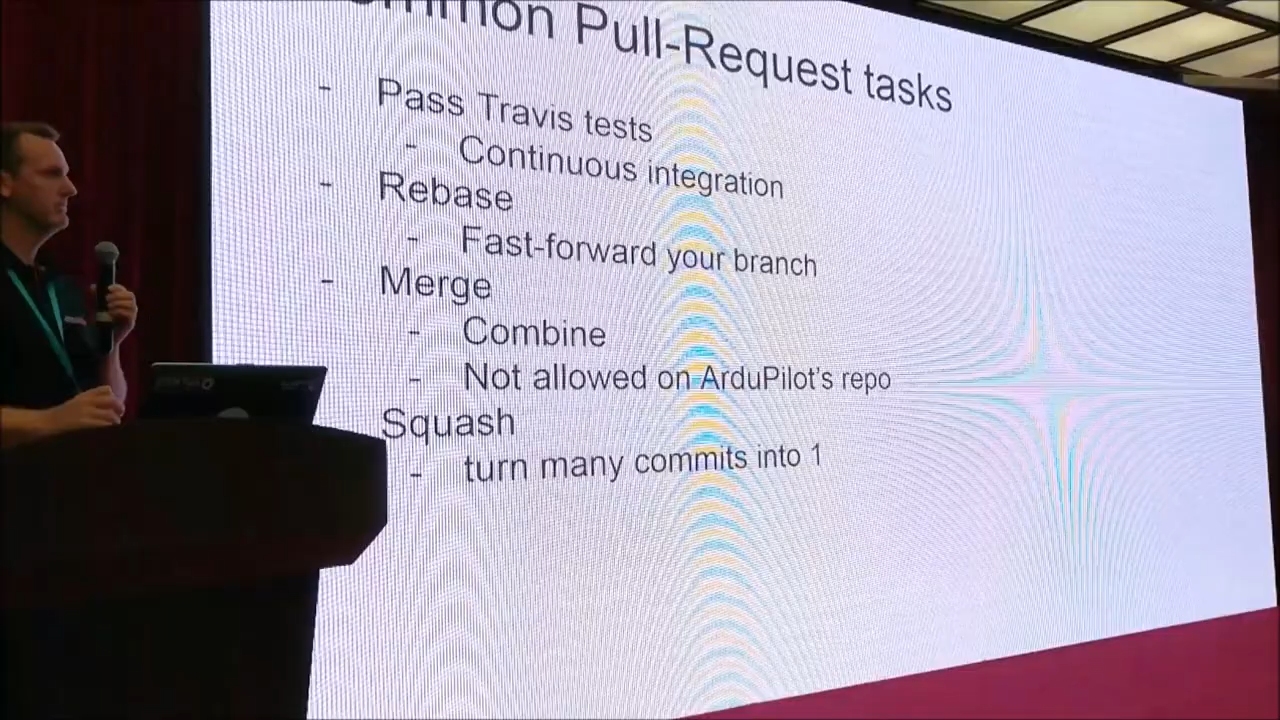 Pull-Request tasks
- Pass Travis tests
- Continuous integration
- Rebase
- Fast-forward your branch
- Merge
- Combine
- Not allowed on ArduPilot's repo
Squash
- turn many commits into 1